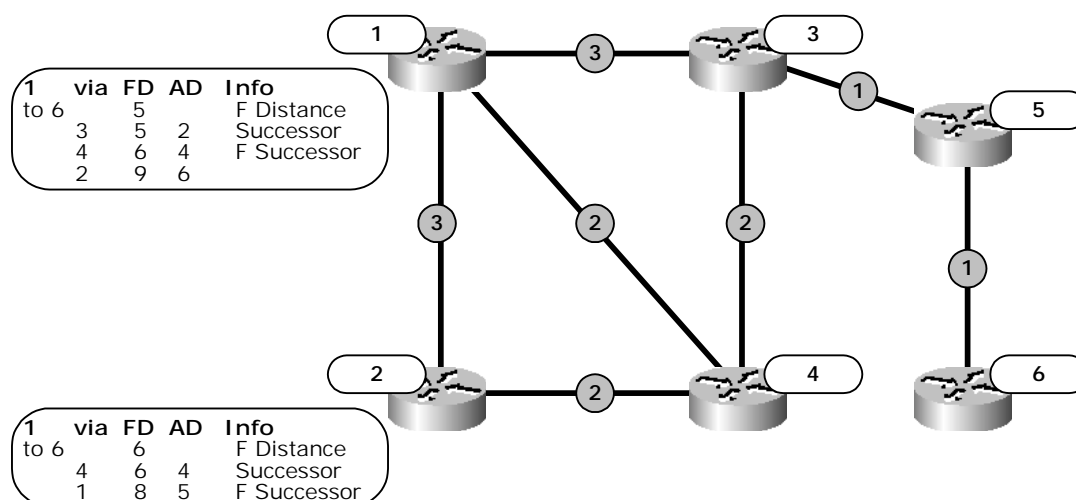 1
3
3
1
5
1 via FD AD Info
to 6 5 F Distance
3 5 2 Successor
4 6 4 F Successor
2 9 6
3
2
2
1
2
2
4
6
1 via FD AD Info
to 6 6 F Distance
4 6 4 Successor
1 8 5 F Successor